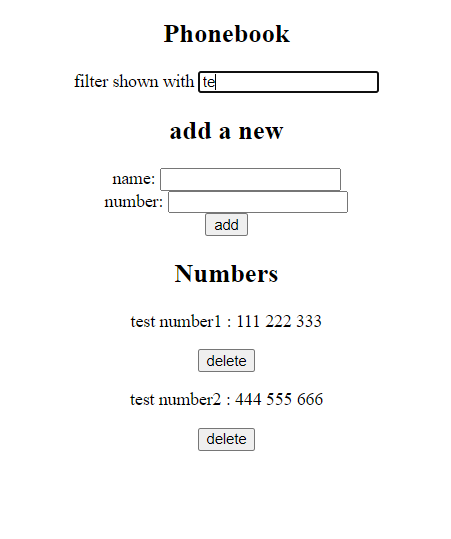 Phonebook
filter shown with te
add a new
name:
number:
add
Numbers
test number1 : 111 222 333
delete
test number2 : 444 555 666
delete